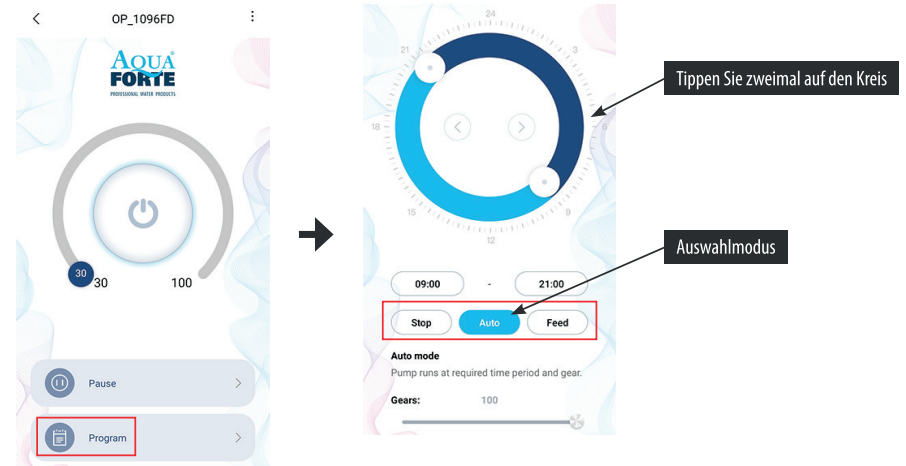 OP_1096FD
AQUA
FORTE
PROFESSIONAL WATER PRODUCTS
30
30
100
Pause
Program
24
21
3
18
6
15
9
12
09:00 - 21:00
Stop Auto Feed
Auto mode
Pump runs at required time period and gear.
Gears: 100
Tippen Sie zweimal auf den Kreis
Auswahlmodus